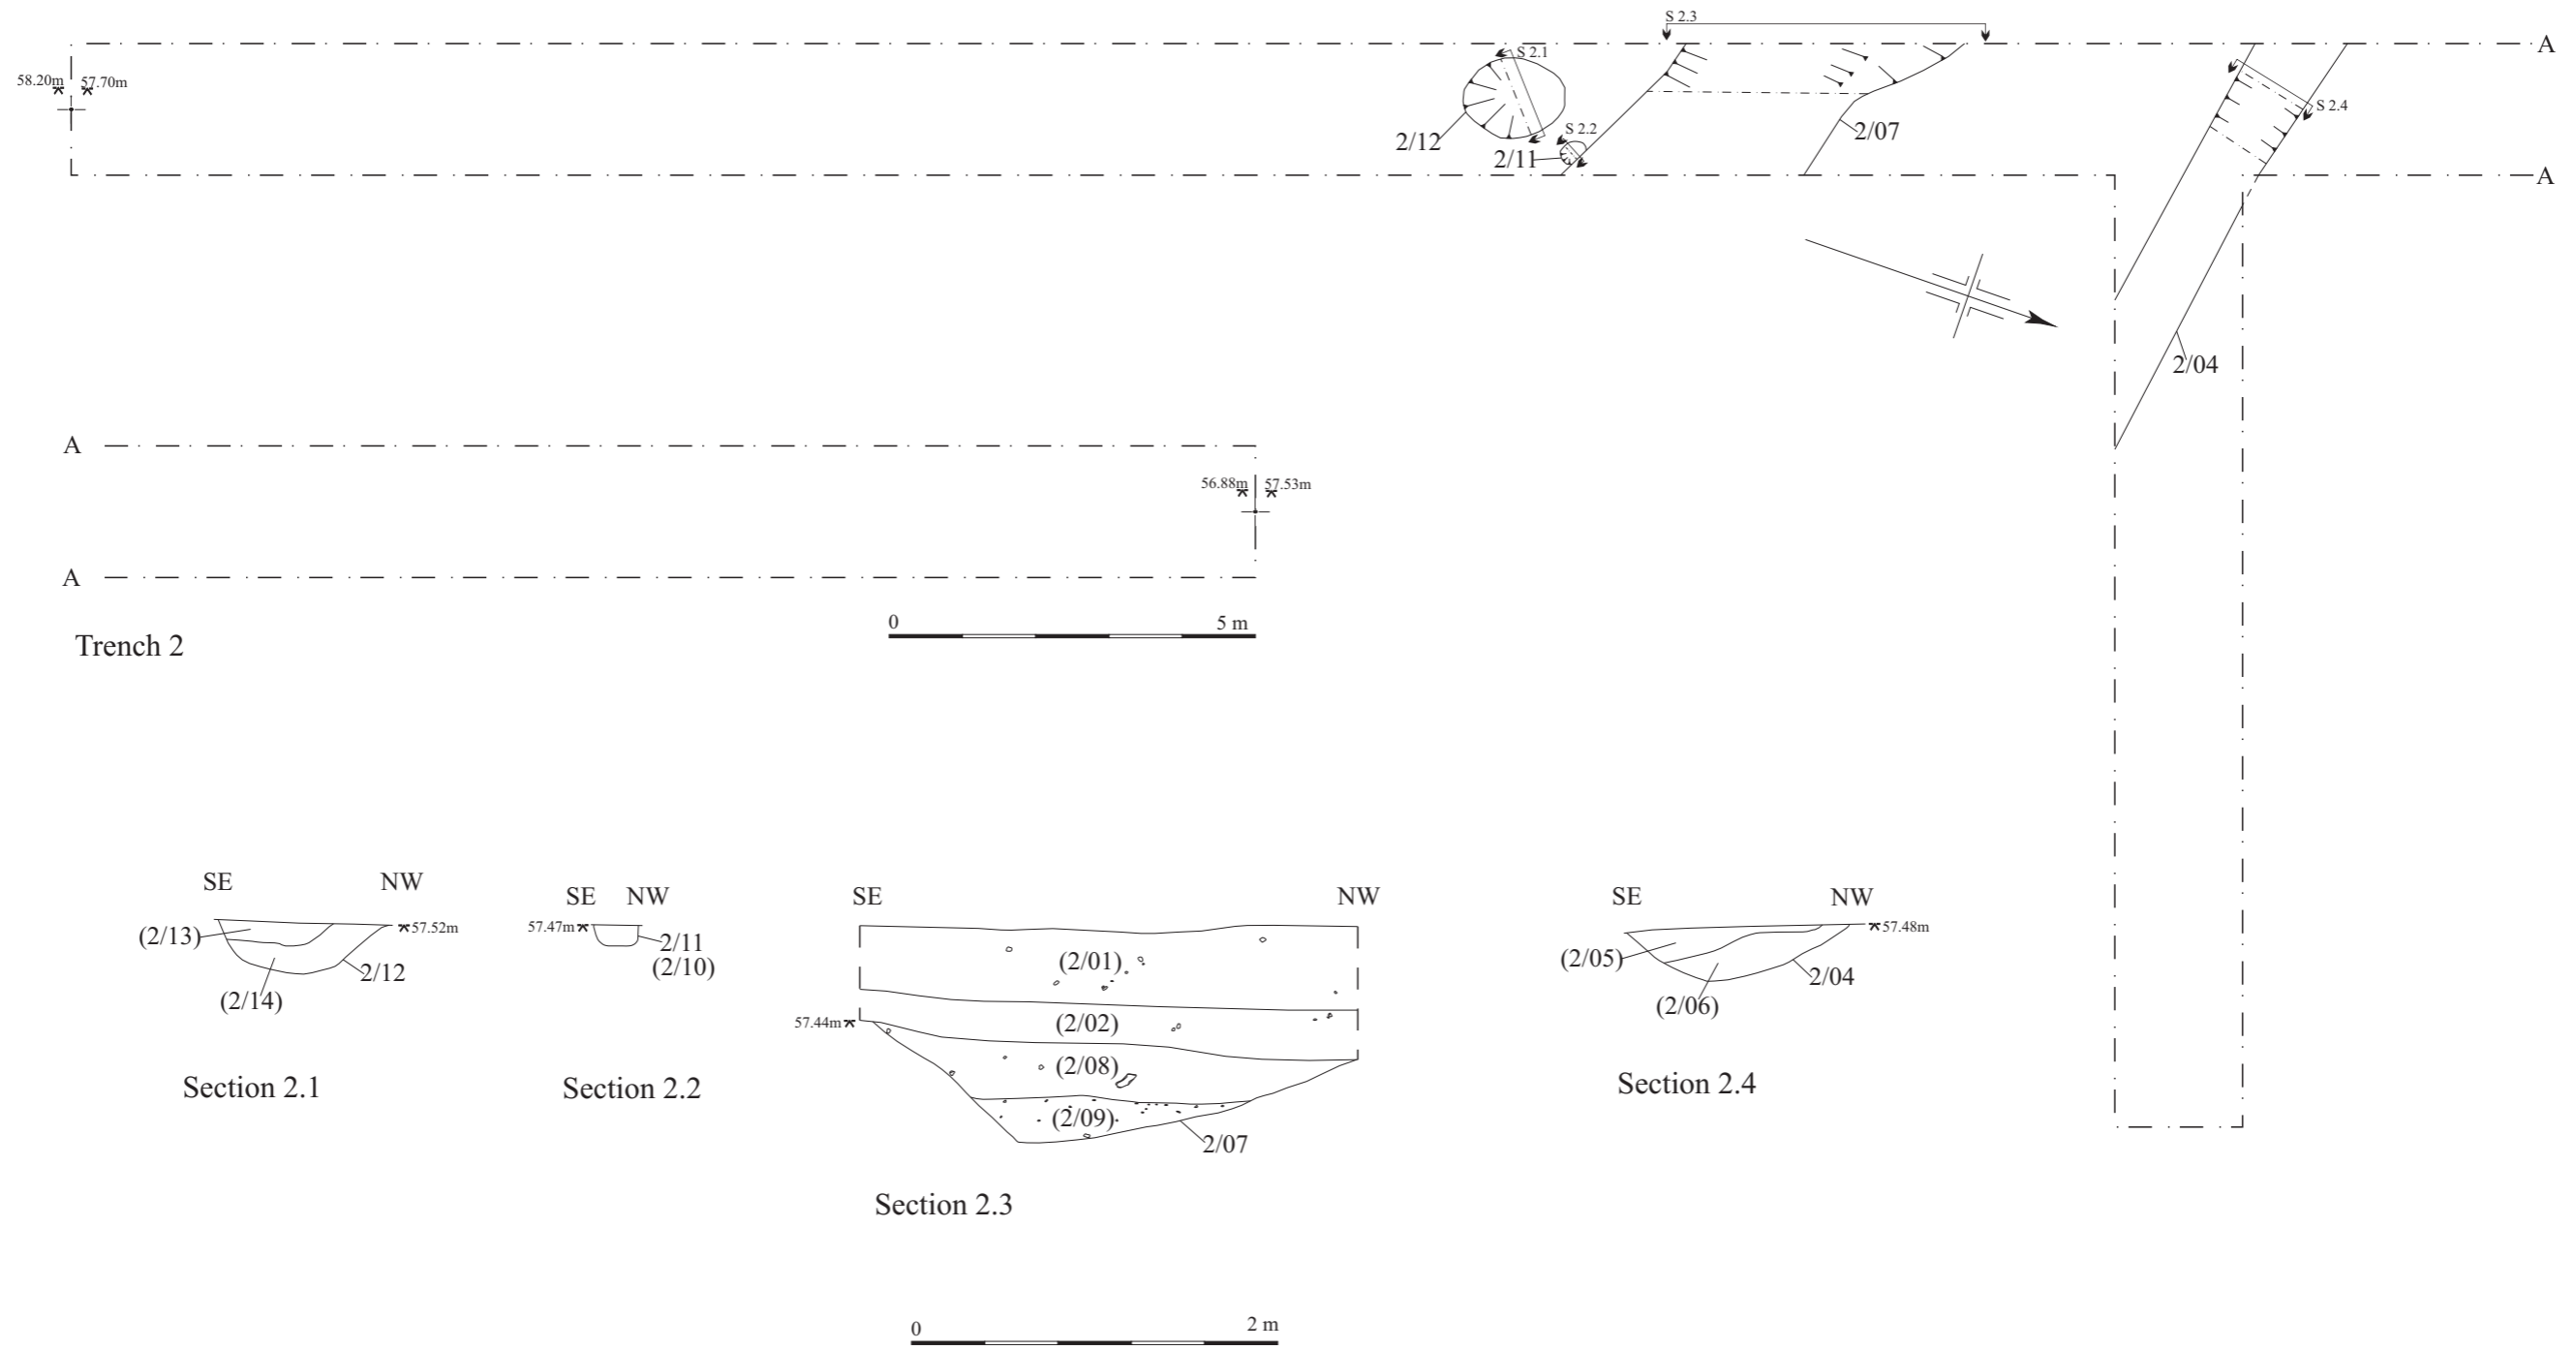 S 2.3
A
S 2.1
58.20m 57.70m
S 2.4
S 2.2
2/12
2/11
2/07
A
2/04
A
56.88m 57.53m
A
0 5 m
Trench 2
SE NW
(2/13)
57.52m
2/12
(2/14)
Section 2.1
SE NW
57.47m
2/11
(2/10)
Section 2.2
SE NW
(2/01)
57.44m
(2/02)
(2/08)
(2/09)
2/07
Section 2.3
SE NW
57.48m
(2/05)
2/04
(2/06)
Section 2.4
0 2 m